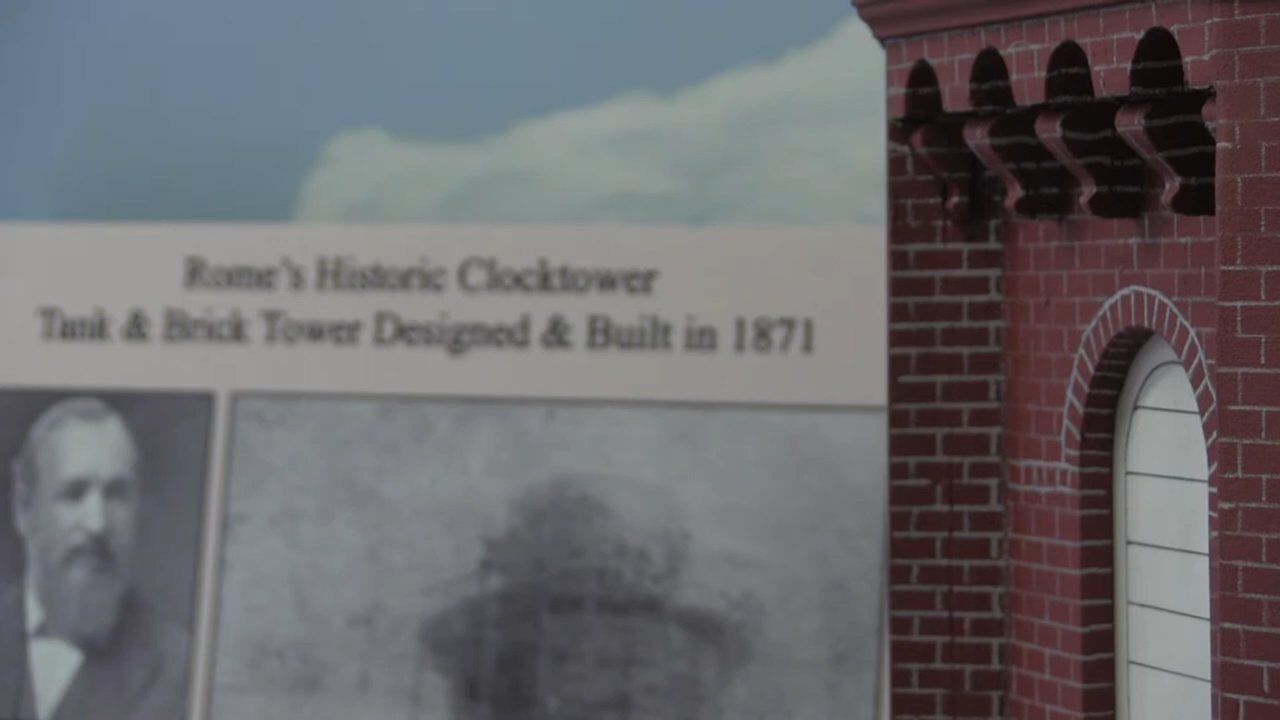 Rome's Historic Clocktower
Tank & Brick Tower Designed & Built in 1871